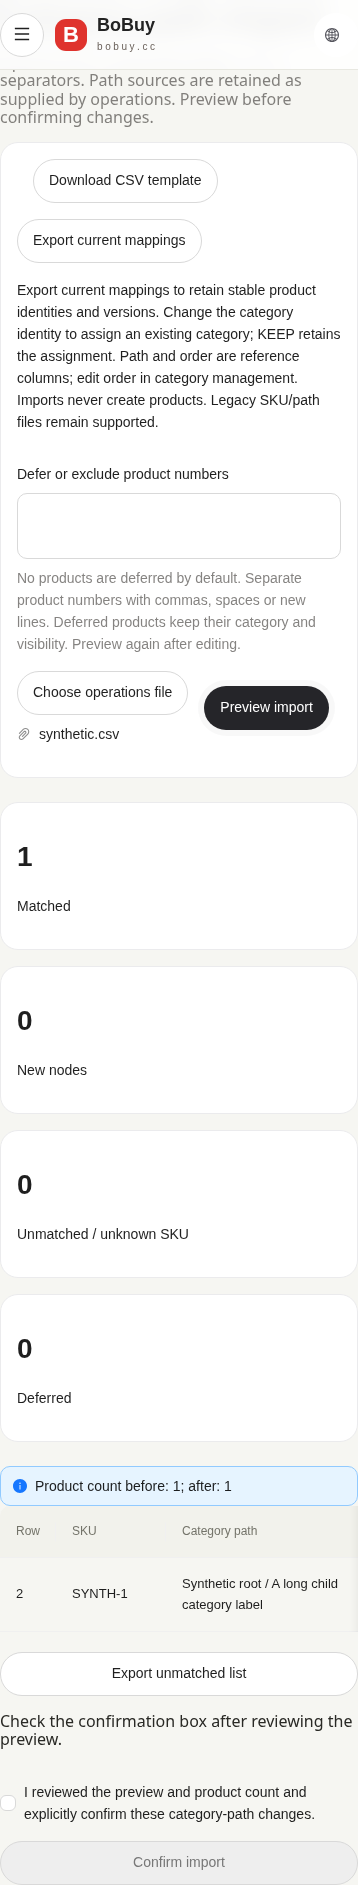 B
BoBuy
bobuy.cc
separators. Path sources are retained as
supplied by operations. Preview before
confirming changes.
Download CSV template
Export current mappings
Export current mappings to retain stable product
identities and versions. Change the category
identity to assign an existing category; KEEP retains
the assignment. Path and order are reference
columns; edit order in category management.
Imports never create products. Legacy SKU/path
files remain supported.
Defer or exclude product numbers
No products are deferred by default. Separate
product numbers with commas, spaces or new
lines. Deferred products keep their category and
visibility. Preview again after editing.
Choose operations file
Preview import
synthetic.csv
1
Matched
0
New nodes
0
Unmatched / unknown SKU
0
Deferred
Product count before: 1; after: 1
Row SKU Category path
2 SYNTH-1 Synthetic root / A long child
category label
Export unmatched list
Check the confirmation box after reviewing the
preview.
I reviewed the preview and product count and
explicitly confirm these category-path changes.
Confirm import